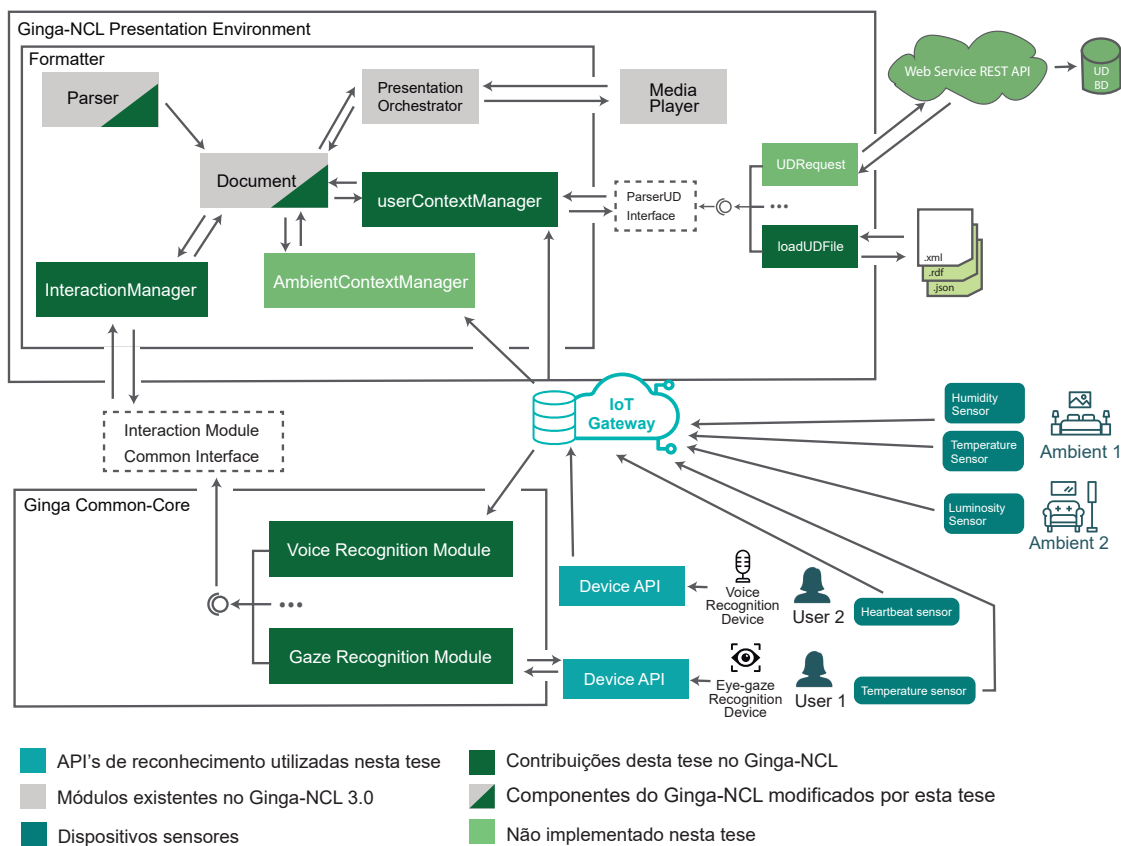 Ginga-NCL Presentation Environment
Formatter
Parser
Presentation
Orchestrator
Media
Player
Web Service REST API
UD
BD
Document
userContextManager
ParserUD
Interface
UDRequest
•••
loadUDFile
.xml
.rdf
.json
InteractionManager
AmbientContextManager
IoT
Gateway
Humidity
Sensor
Temperature
Sensor
Ambient 1
Luminosity
Sensor
Ambient 2
Interaction Module
Common Interface
Ginga Common-Core
Voice Recognition Module
•••
Gaze Recognition Module
Device API
Voice
Recognition
Device
User 2
Heartbeat sensor
Device API
Eye-gaze
Recognition
Device
User 1
Temperature sensor
API's de reconhecimento utilizadas nesta tese
Contribuições desta tese no Ginga-NCL
Módulos existentes no Ginga-NCL 3.0
Componentes do Ginga-NCL modificados por esta tese
Dispositivos sensores
Não implementado nesta tese